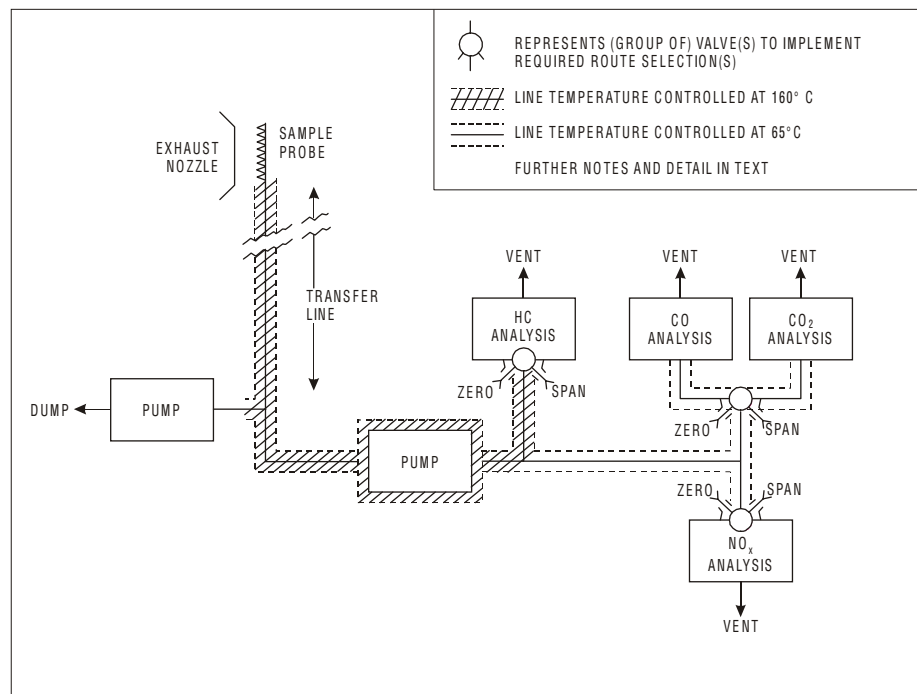 REPRESENTS (GROUP OF) VALVE(S) TO IMPLEMENT
REQUIRED ROUTE SELECTION(S)
LINE TEMPERATURE CONTROLLED AT 160° C
LINE TEMPERATURE CONTROLLED AT 65°C
FURTHER NOTES AND DETAIL IN TEXT
EXHAUST
NOZZLE
SAMPLE
PROBE
TRANSFER
LINE
VENT
VENT
VENT
HC
ANALYSIS
CO
ANALYSIS
CO₂
ANALYSIS
ZERO
SPAN
DUMP
PUMP
ZERO
SPAN
PUMP
ZERO
SPAN
NOₓ
ANALYSIS
VENT